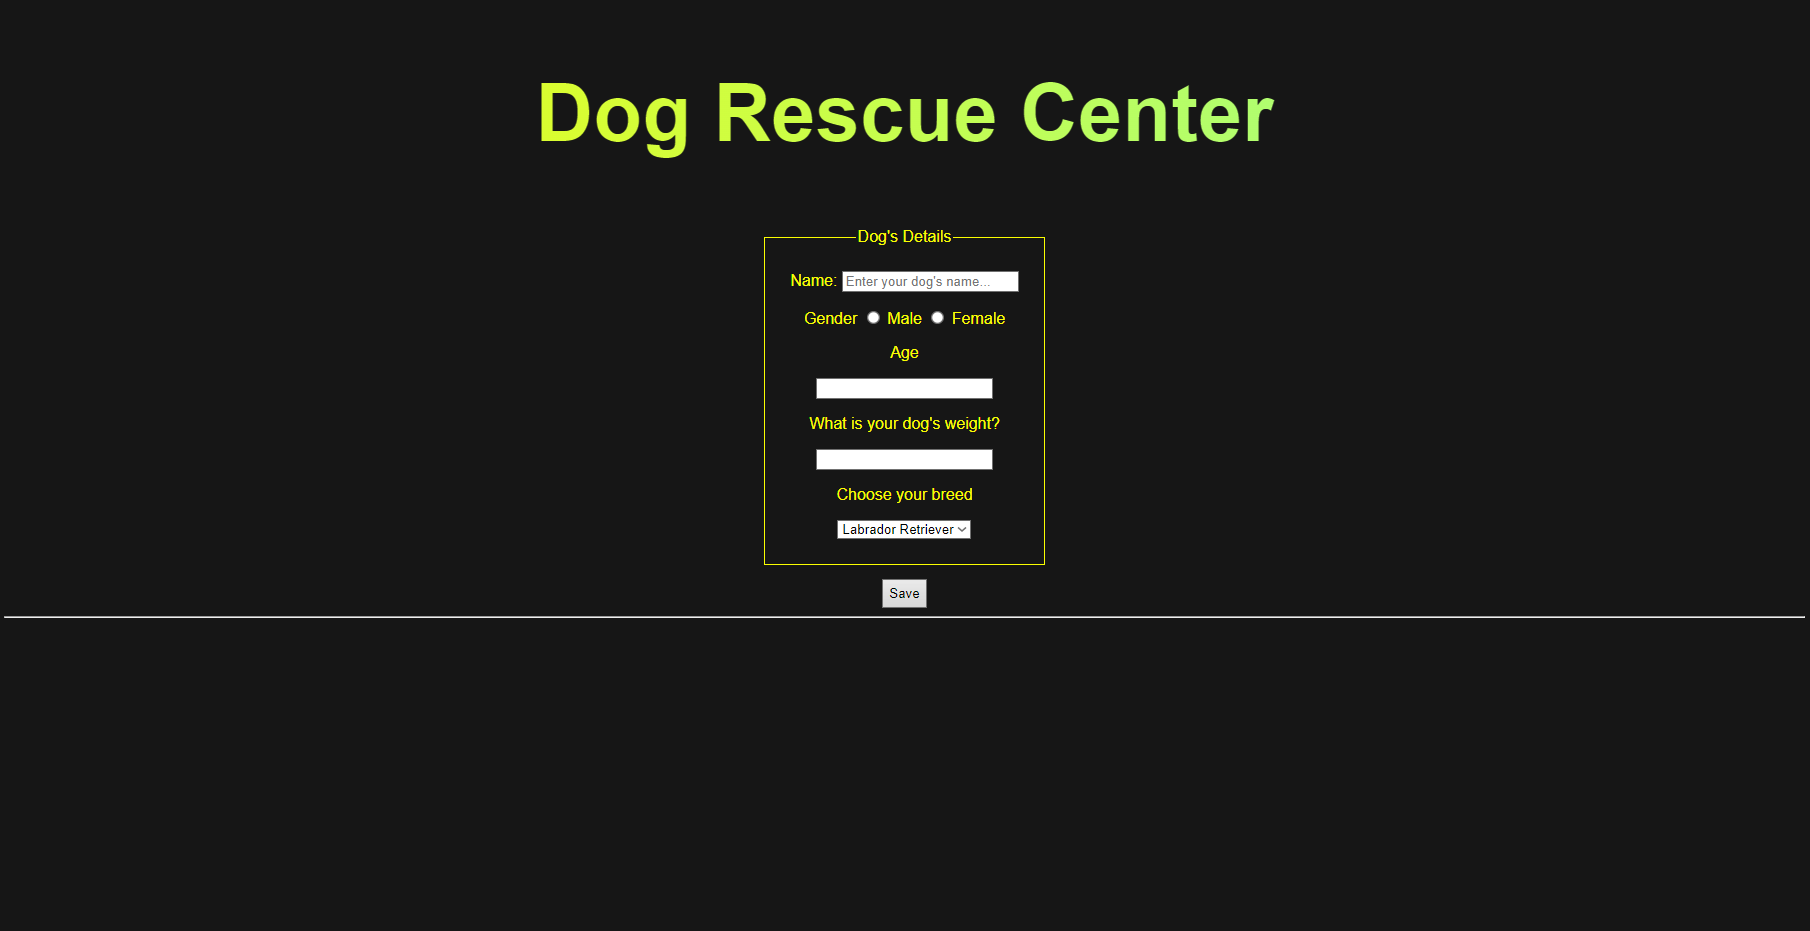 Dog Rescue Center
Dog's Details
Name: Enter your dog's name...
Gender Male Female
Age
What is your dog's weight?
Choose your breed
Labrador Retriever
Save